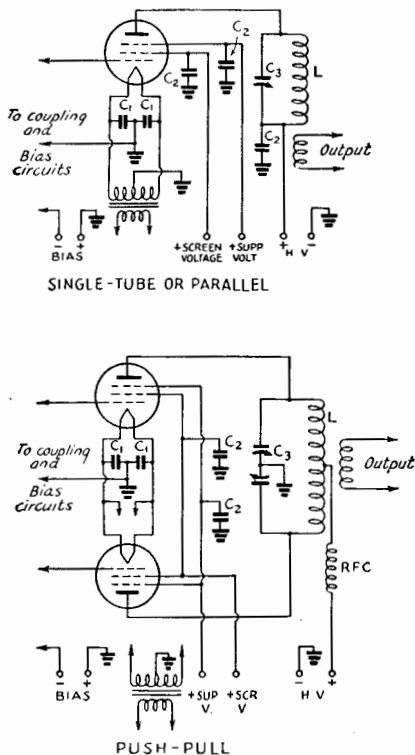 C2
C2
C3
L
C1 C1
To coupling
and
Bias
circuits
C2
Output
- +
BIAS
+SCREEN
VOLTAGE
+SUPP
VOLT
+ -
H V
SINGLE-TUBE OR PARALLEL
L
C2
C3
C1 C1
To coupling
and
Bias
circuits
C2
Output
RFC
- +
BIAS
+SUP
V.
+SCR
V
- +
H V
PUSH-PULL